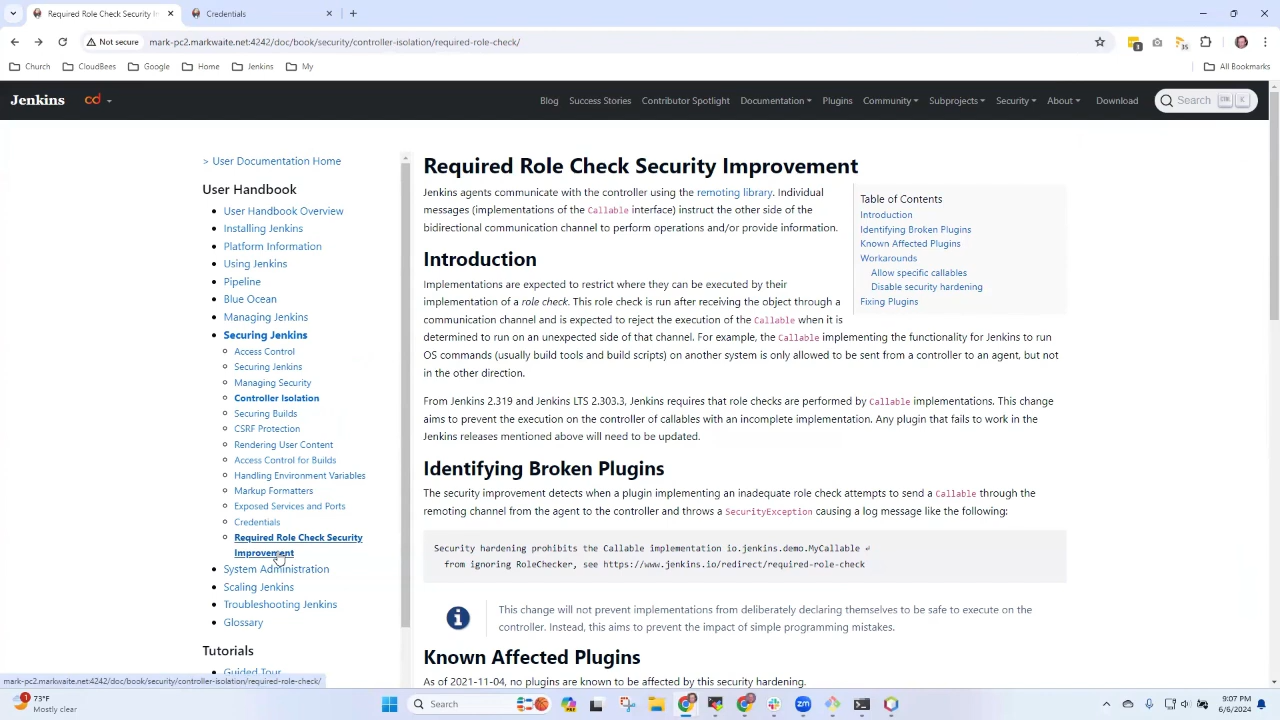 Required Role Check Security In
Credentials
Not secure
mark-pc2.markwaite.net:4242/doc/book/security/controller-isolation/required-role-check/
Church
CloudBees
Google
Home
Jenkins
My
All Bookmarks
Jenkins
cd
Blog
Success Stories
Contributor Spotlight
Documentation
Plugins
Community
Subprojects
Security
About
Download
Search CTRL K
> User Documentation Home
User Handbook
User Handbook Overview
Installing Jenkins
Platform Information
Using Jenkins
Pipeline
Blue Ocean
Managing Jenkins
Securing Jenkins
Access Control
Securing Jenkins
Managing Security
Controller Isolation
Securing Builds
CSRF Protection
Rendering User Content
Access Control for Builds
Handling Environment Variables
Markup Formatters
Exposed Services and Ports
Credentials
Required Role Check Security
Improvement
System Administration
Scaling Jenkins
Troubleshooting Jenkins
Glossary
Tutorials
Guided Tour
Required Role Check Security Improvement
Jenkins agents communicate with the controller using the remoting library. Individual
messages (implementations of the Callable interface) instruct the other side of the
bidirectional communication channel to perform operations and/or provide information.
Table of Contents
Introduction
Identifying Broken Plugins
Known Affected Plugins
Workarounds
Allow specific callables
Disable security hardening
Fixing Plugins
Introduction
Implementations are expected to restrict where they can be executed by their
implementation of a role check. This role check is run after receiving the object through a
communication channel and is expected to reject the execution of the Callable when it is
determined to run on an unexpected side of that channel. For example, the Callable implementing the functionality for Jenkins to run
OS commands (usually build tools and build scripts) on another system is only allowed to be sent from a controller to an agent, but not
in the other direction.
From Jenkins 2.319 and Jenkins LTS 2.303.3, Jenkins requires that role checks are performed by Callable implementations. This change
aims to prevent the execution on the controller of callables with an incomplete implementation. Any plugin that fails to work in the
Jenkins releases mentioned above will need to be updated.
Identifying Broken Plugins
The security improvement detects when a plugin implementing an inadequate role check attempts to send a Callable through the
remoting channel from the agent to the controller and throws a SecurityException causing a log message like the following:
Security hardening prohibits the Callable implementation io.jenkins.demo.MyCallable ↲
from ignoring RoleChecker, see https://www.jenkins.io/redirect/required-role-check
This change will not prevent implementations from deliberately declaring themselves to be safe to execute on the
controller. Instead, this aims to prevent the impact of simple programming mistakes.
Known Affected Plugins
As of 2021-11-04, no plugins are known to be affected by this security hardening.
mark-pc2.markwaite.net:4242/doc/book/security/controller-isolation/required-role-check/
1
73°F
Mostly clear
Search
9:07 PM
6/6/2024